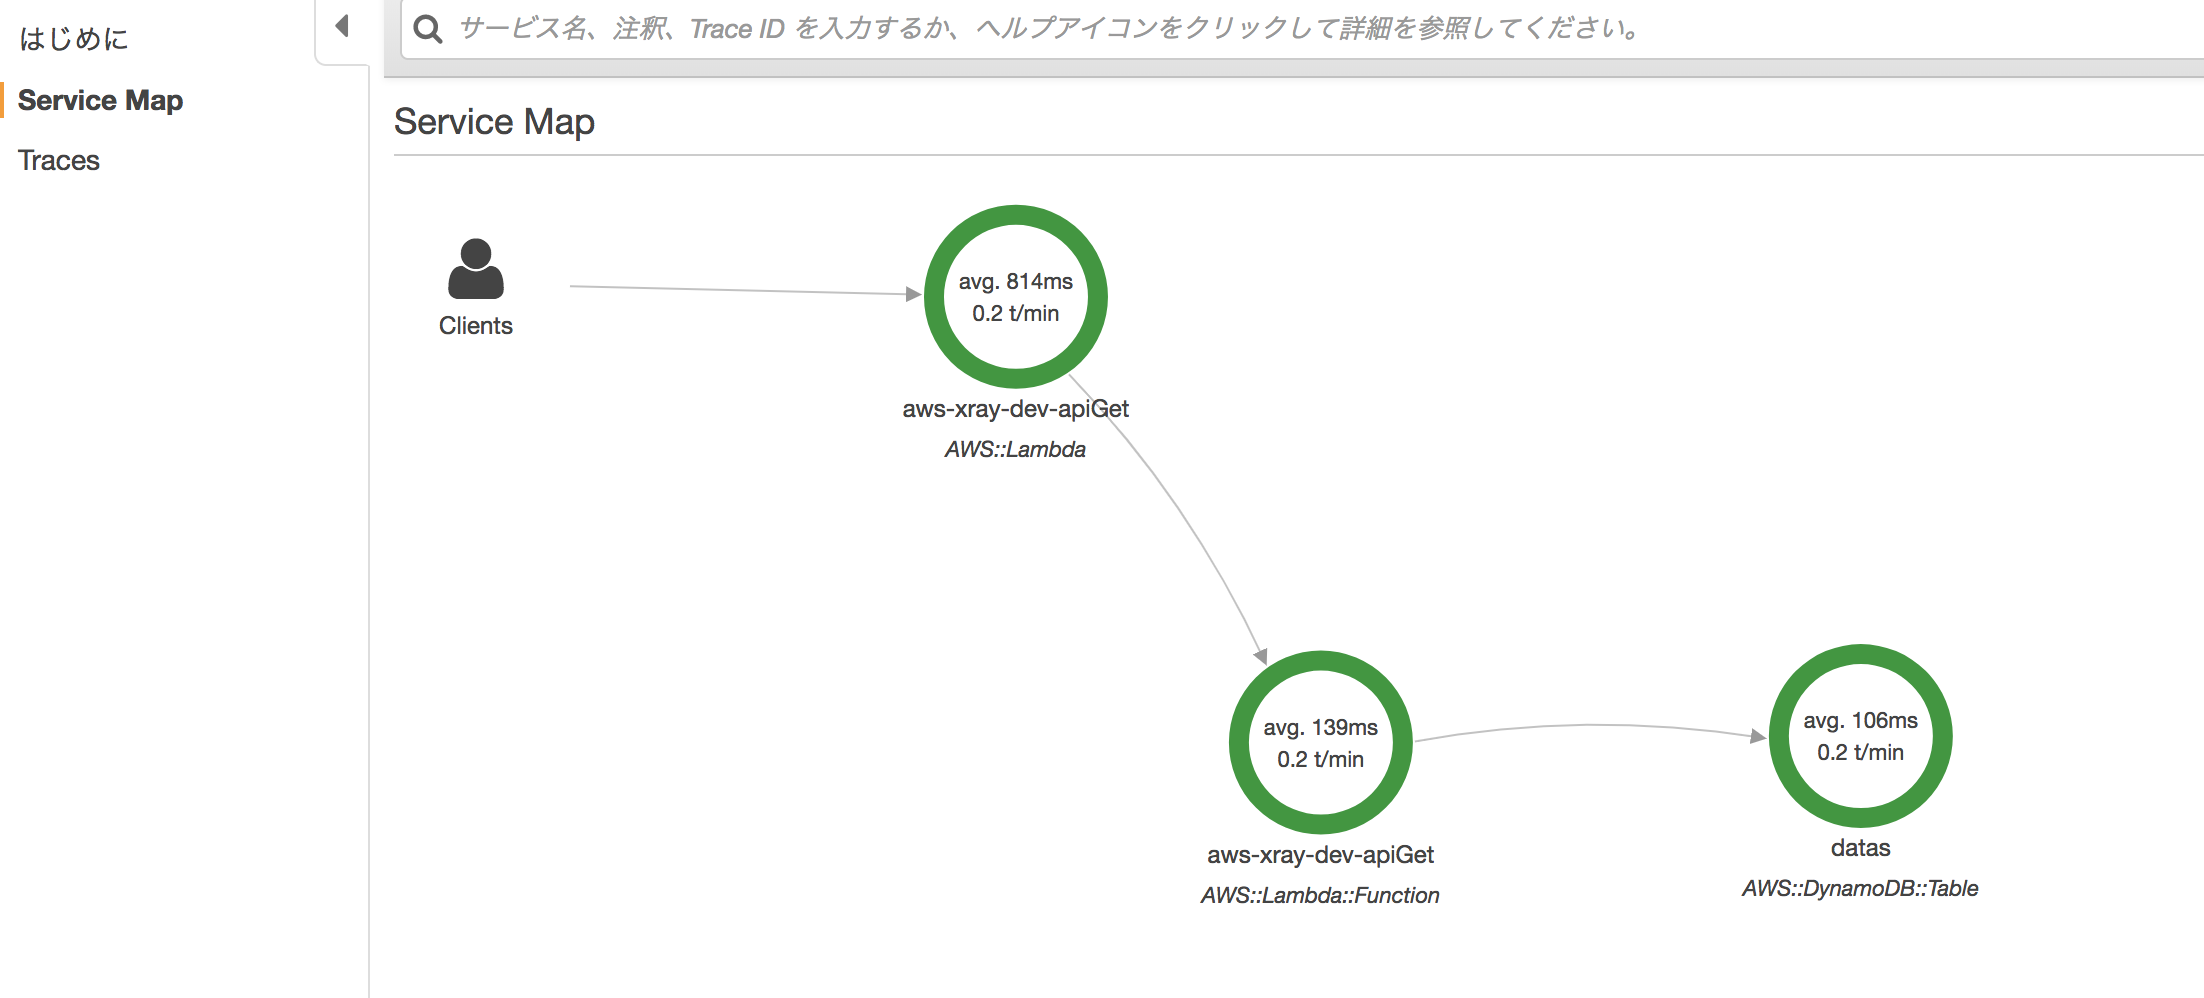 はじめに
Service Map
Traces
サービス名、注釈、Trace ID を入力するか、ヘルプアイコンをクリックして詳細を参照してください。
Service Map
Clients
avg. 814ms
0.2 t/min
aws-xray-dev-apiGet
AWS::Lambda
avg. 139ms
0.2 t/min
aws-xray-dev-apiGet
AWS::Lambda::Function
avg. 106ms
0.2 t/min
datas
AWS::DynamoDB::Table